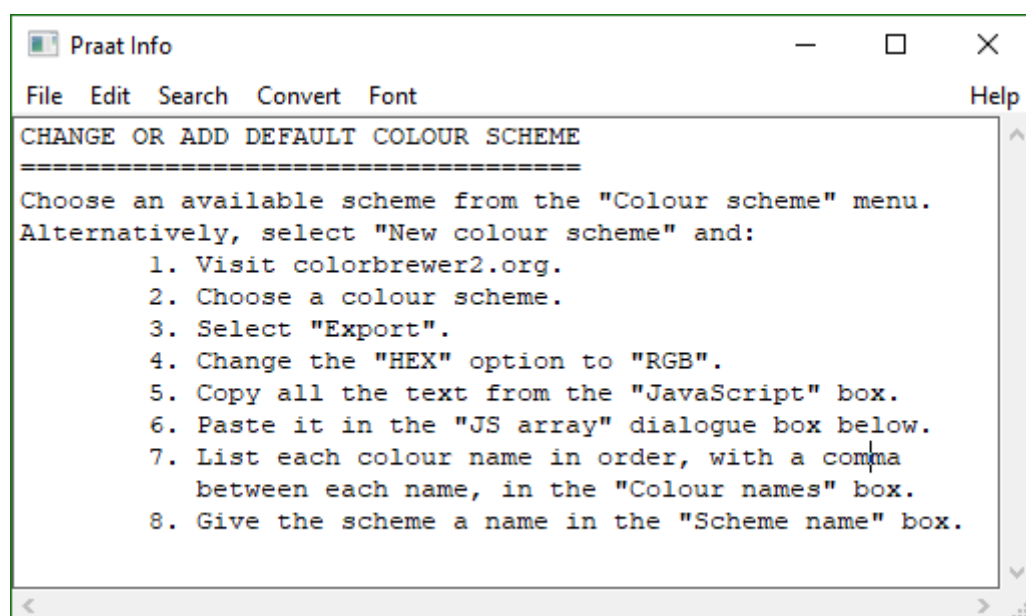 Praat Info
File Edit Search Convert Font Help
CHANGE OR ADD DEFAULT COLOUR SCHEME
===================================
Choose an available scheme from the "Colour scheme" menu.
Alternatively, select "New colour scheme" and:
1. Visit colorbrewer2.org.
2. Choose a colour scheme.
3. Select "Export".
4. Change the "HEX" option to "RGB".
5. Copy all the text from the "JavaScript" box.
6. Paste it in the "JS array" dialogue box below.
7. List each colour name in order, with a comma
between each name, in the "Colour names" box.
8. Give the scheme a name in the "Scheme name" box.